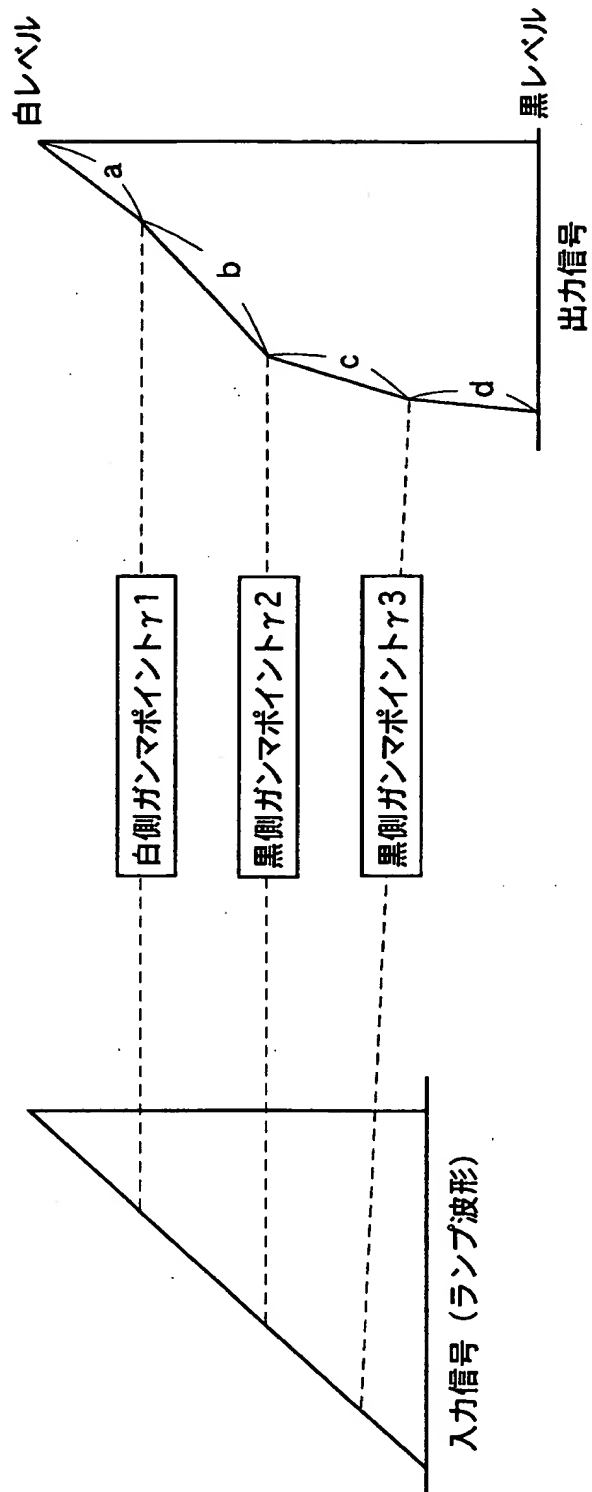 白レベル
a
b
c
d
黒レベル
出力信号
白側ガンマポイントγ1
黒側ガンマポイントγ2
黒側ガンマポイントγ3
入力信号（ランプ波形）